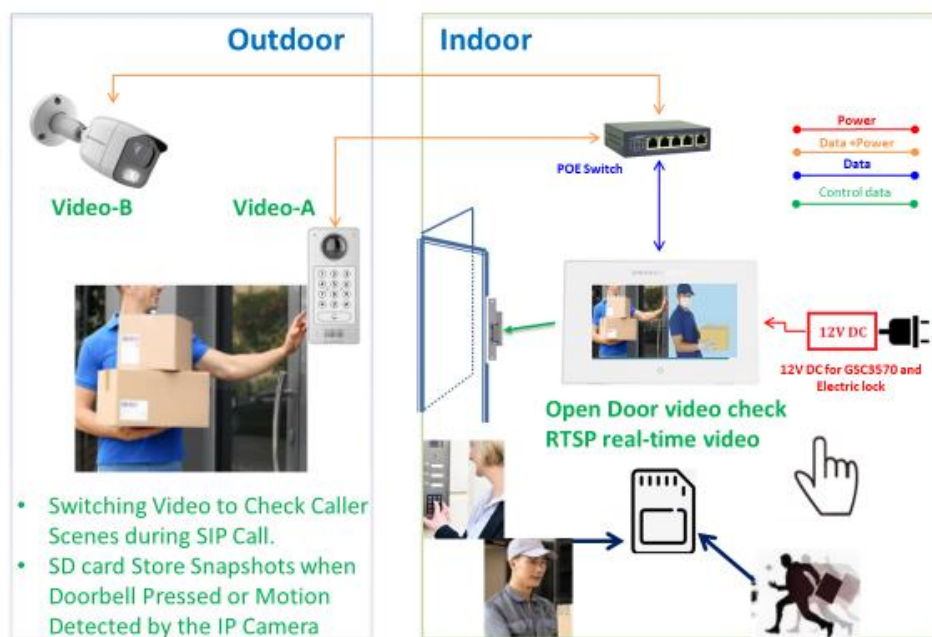 Outdoor
Indoor
Power
Data +Power
Data
Control data
POE Switch
Video-B
Video-A
12V DC
12V DC for GSC3570 and
Electric lock
Open Door video check
RTSP real-time video
• Switching Video to Check Caller
Scenes during SIP Call.
• SD card Store Snapshots when
Doorbell Pressed or Motion
Detected by the IP Camera